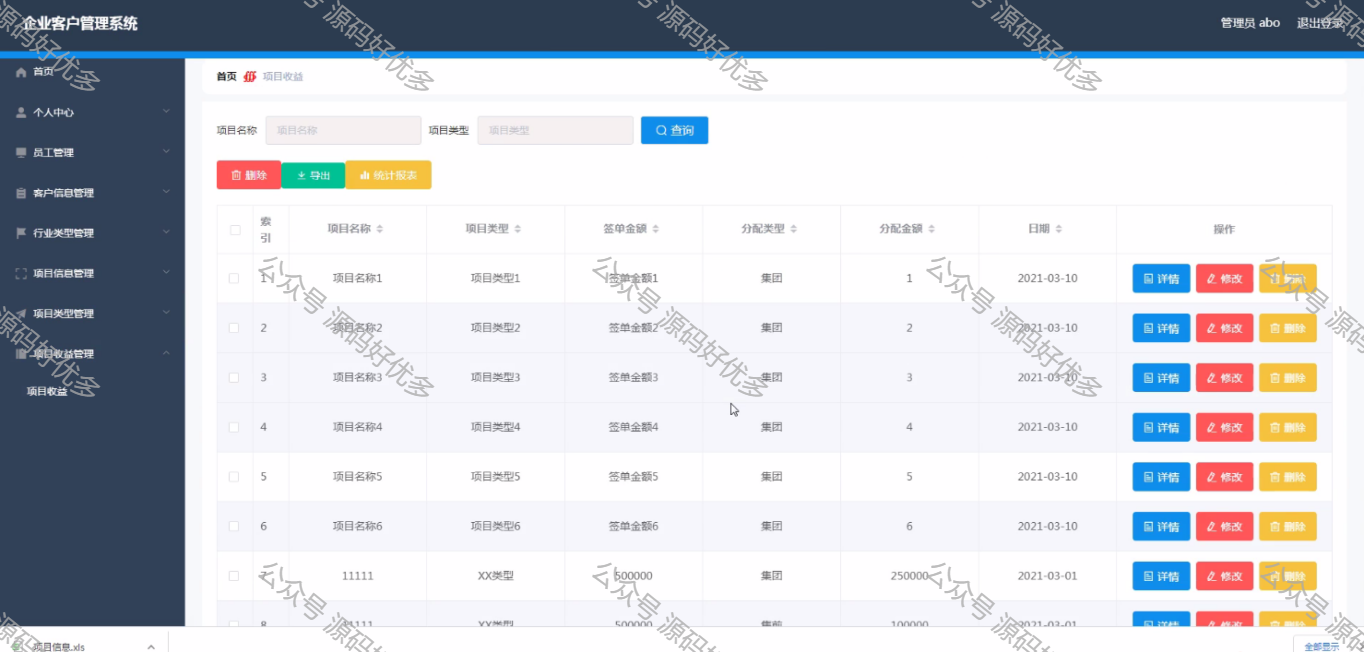 企业客户管理系统
管理员 abo 退出登录
首页
个人中心
员工管理
客户信息管理
行业类型管理
项目信息管理
项目类型管理
项目收益管理
项目收益
首页 项目收益
项目名称 项目名称 项目类型 项目类型 查询
删除 导出 统计报表
索引 项目名称 项目类型 签单金额 分配类型 分配金额 日期 操作
1 项目名称1 项目类型1 签单金额1 集团 1 2021-03-10 详情 修改 删除
2 项目名称2 项目类型2 签单金额2 集团 2 2021-03-10 详情 修改 删除
3 项目名称3 项目类型3 签单金额3 集团 3 2021-03-10 详情 修改 删除
4 项目名称4 项目类型4 签单金额4 集团 4 2021-03-10 详情 修改 删除
5 项目名称5 项目类型5 签单金额5 集团 5 2021-03-10 详情 修改 删除
6 项目名称6 项目类型6 签单金额6 集团 6 2021-03-10 详情 修改 删除
7 11111 XX类型 500000 集团 250000 2021-03-01 详情 修改 删除
8 11111 XX类型 500000 100000 2021-03-01 详情 修改 删除
项目信息.xls
全部显示
公众号 源码好优多